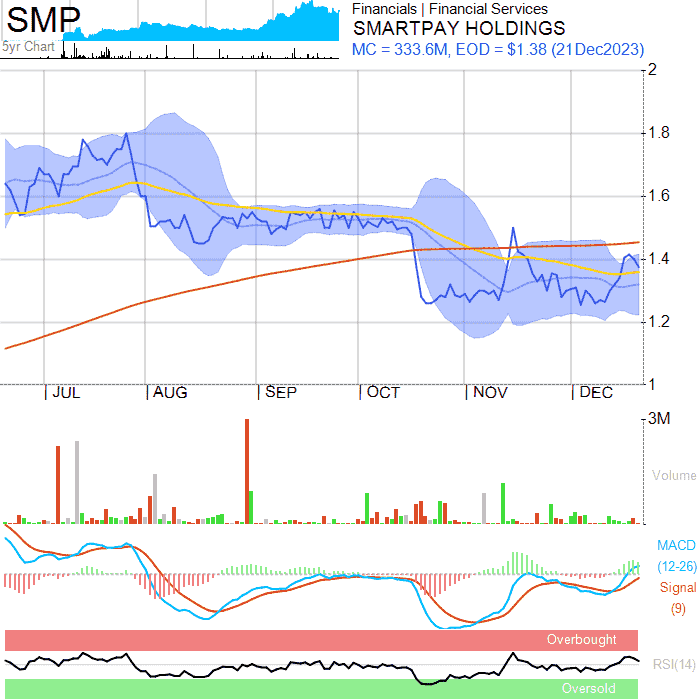 SMP
5yr Chart
Financials | Financial Services
SMARTPAY HOLDINGS
MC = 333.6M, EOD = $1.38 (21Dec2023)
2
1.8
1.6
1.4
1.2
1
JUL AUG SEP OCT NOV DEC
3M
Volume
MACD
(12-26)
Signal
(9)
Overbought
RSI(14)
Oversold